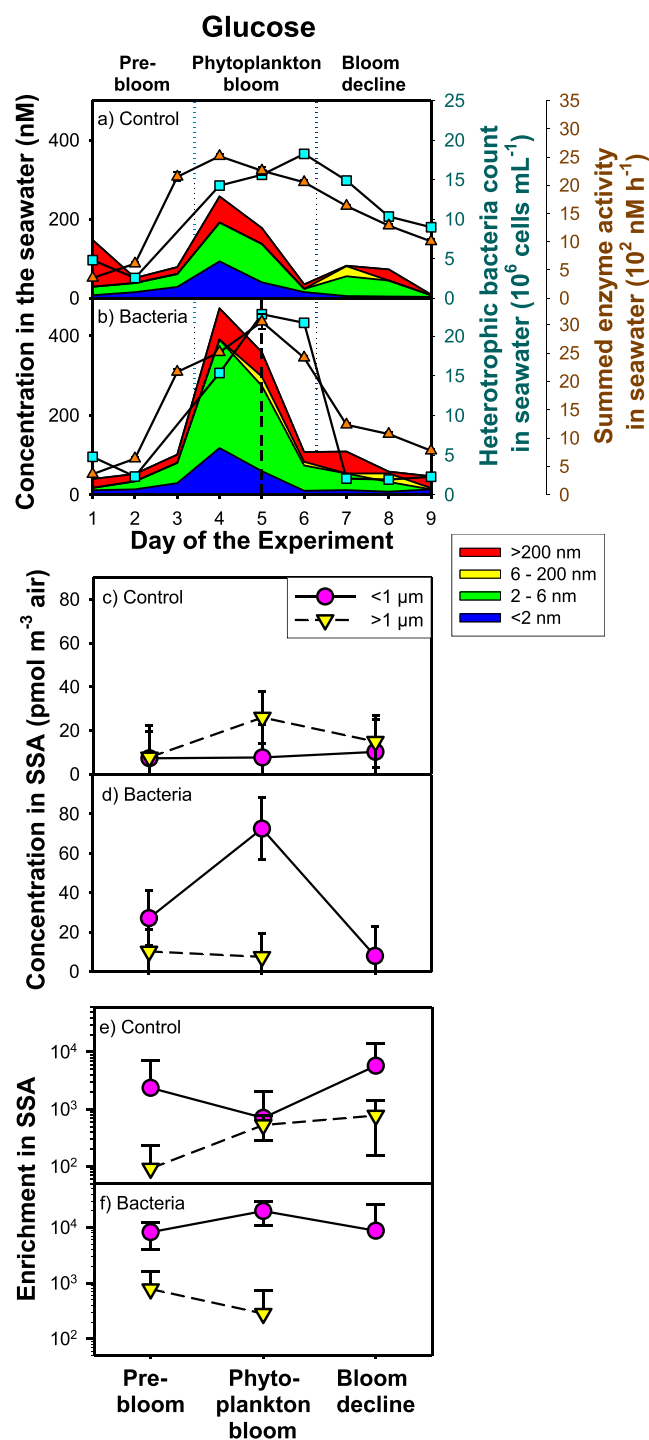 Glucose
Pre-
bloom
Phytoplankton
bloom
Bloom
decline
Concentration in the seawater (nM)
a) Control
400
200
0
b) Bacteria
400
200
0
1 2 3 4 5 6 7 8 9
Day of the Experiment
25
20
15
10
5
0
20
15
10
5
0
Heterotrophic bacteria count
in seawater (10⁶ cells mL⁻¹)
35
30
25
20
15
10
5
0
30
25
20
15
10
5
0
Summed enzyme activity
in seawater (10² nM h⁻¹)
>200 nm
6 - 200 nm
2 - 6 nm
<2 nm
Concentration in SSA (pmol m⁻³ air)
c) Control
<1 µm
>1 µm
80
60
40
20
0
d) Bacteria
80
60
40
20
0
Enrichment in SSA
e) Control
10⁴
10³
10²
f) Bacteria
10⁴
10³
10²
Pre-
bloom
Phyto-
plankton
bloom
Bloom
decline